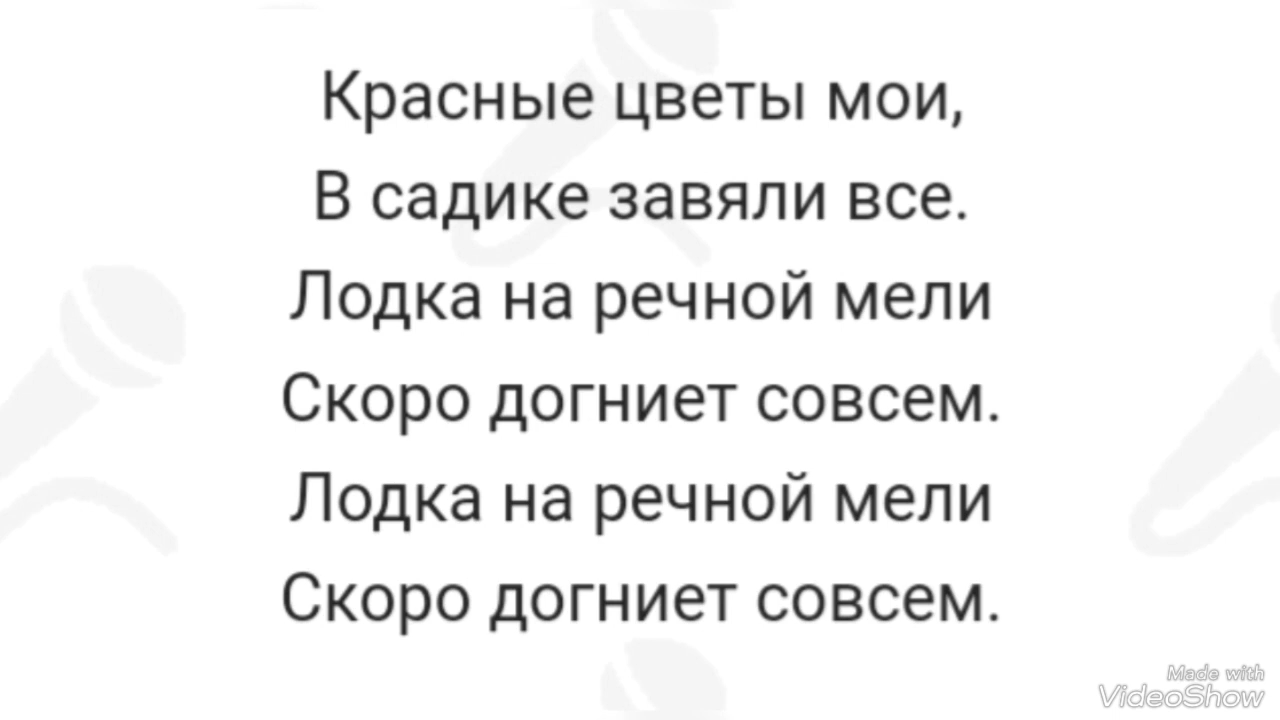 Красные цветы мои,
В садике завяли все.
Лодка на речной мели
Скоро догниет совсем.
Лодка на речной мели
Скоро догниет совсем.
Made with
VideoShow